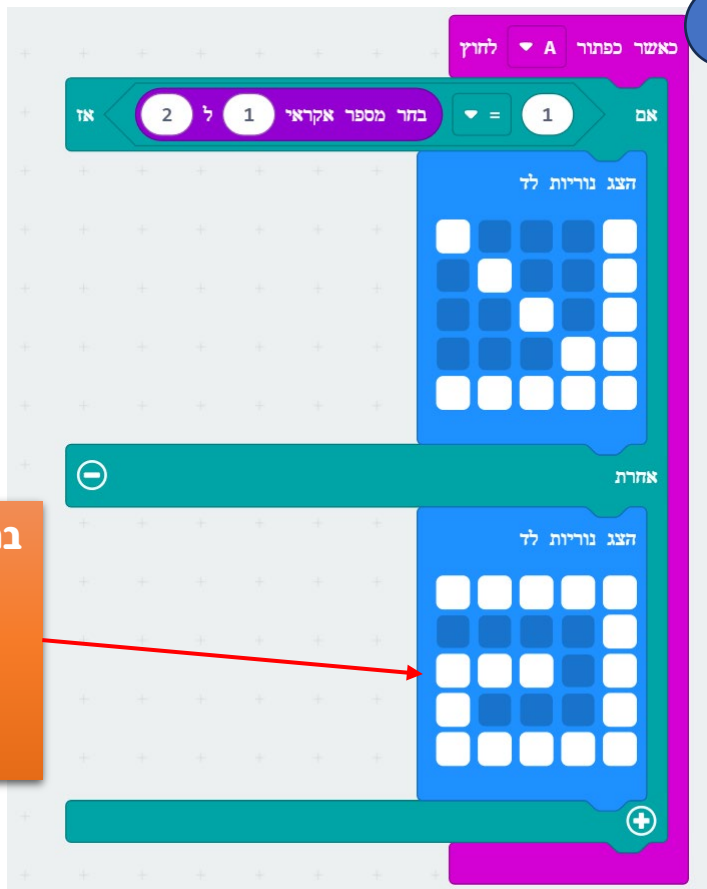 כאשר כפתור A לחוץ
אם 1 = בחר מספר אקראי 1 ל 2 אז
הצג נוריות לד
אחרת
הצג נוריות לד